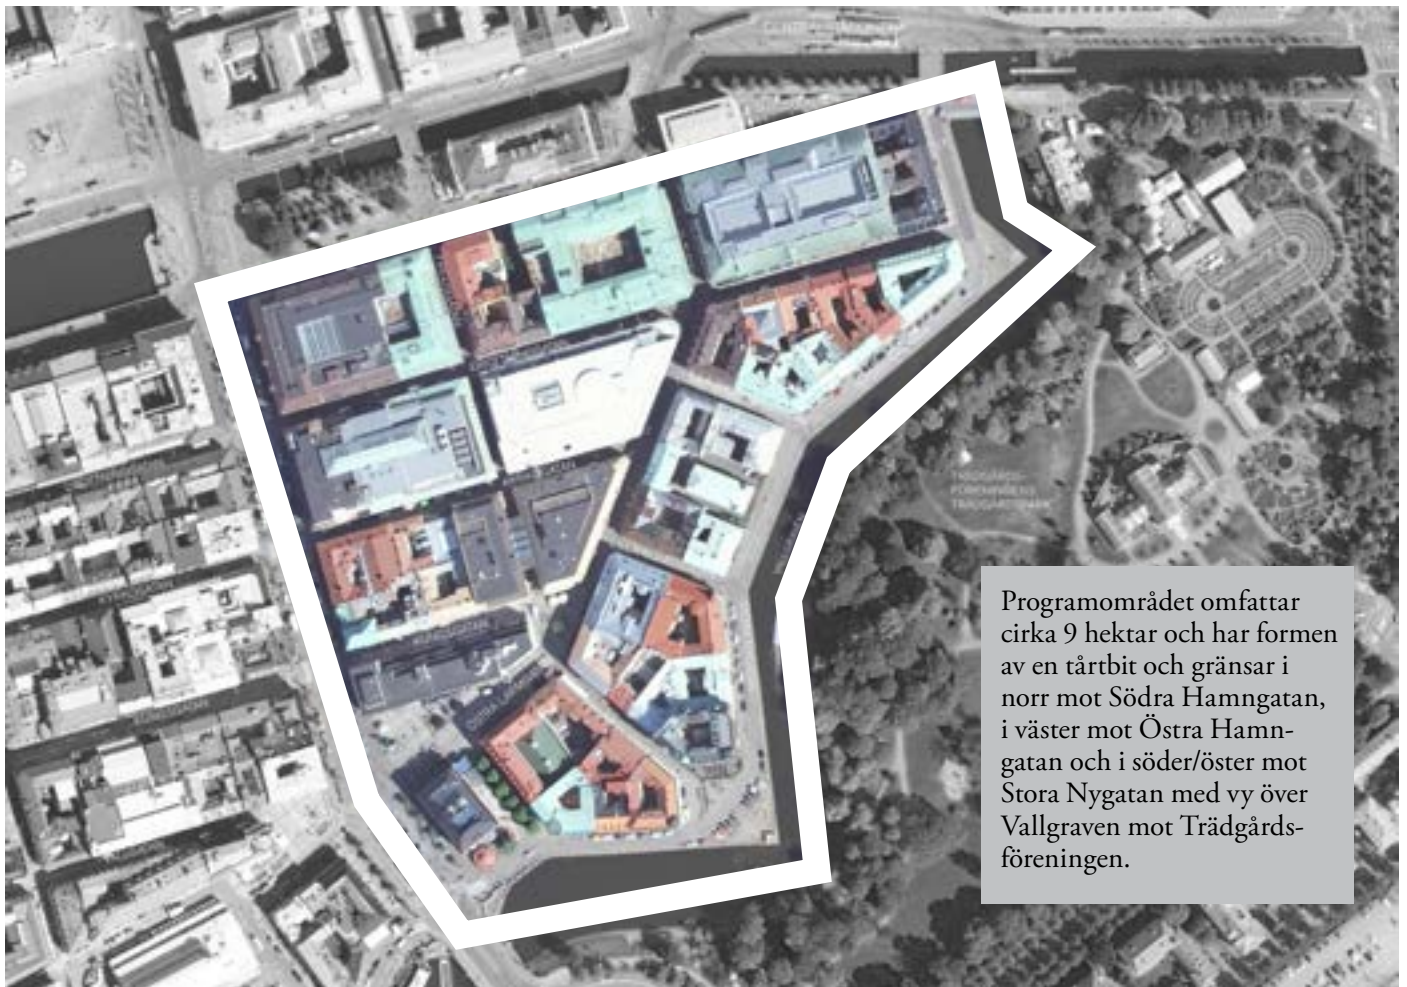 Programområdet omfattar
cirka 9 hektar och har formen
av en tårtbit och gränsar i
norr mot Södra Hamngatan,
i väster mot Östra Hamn-
gatan och i söder/öster mot
Stora Nygatan med vy över
Vallgraven mot Trädgårds-
föreningen.